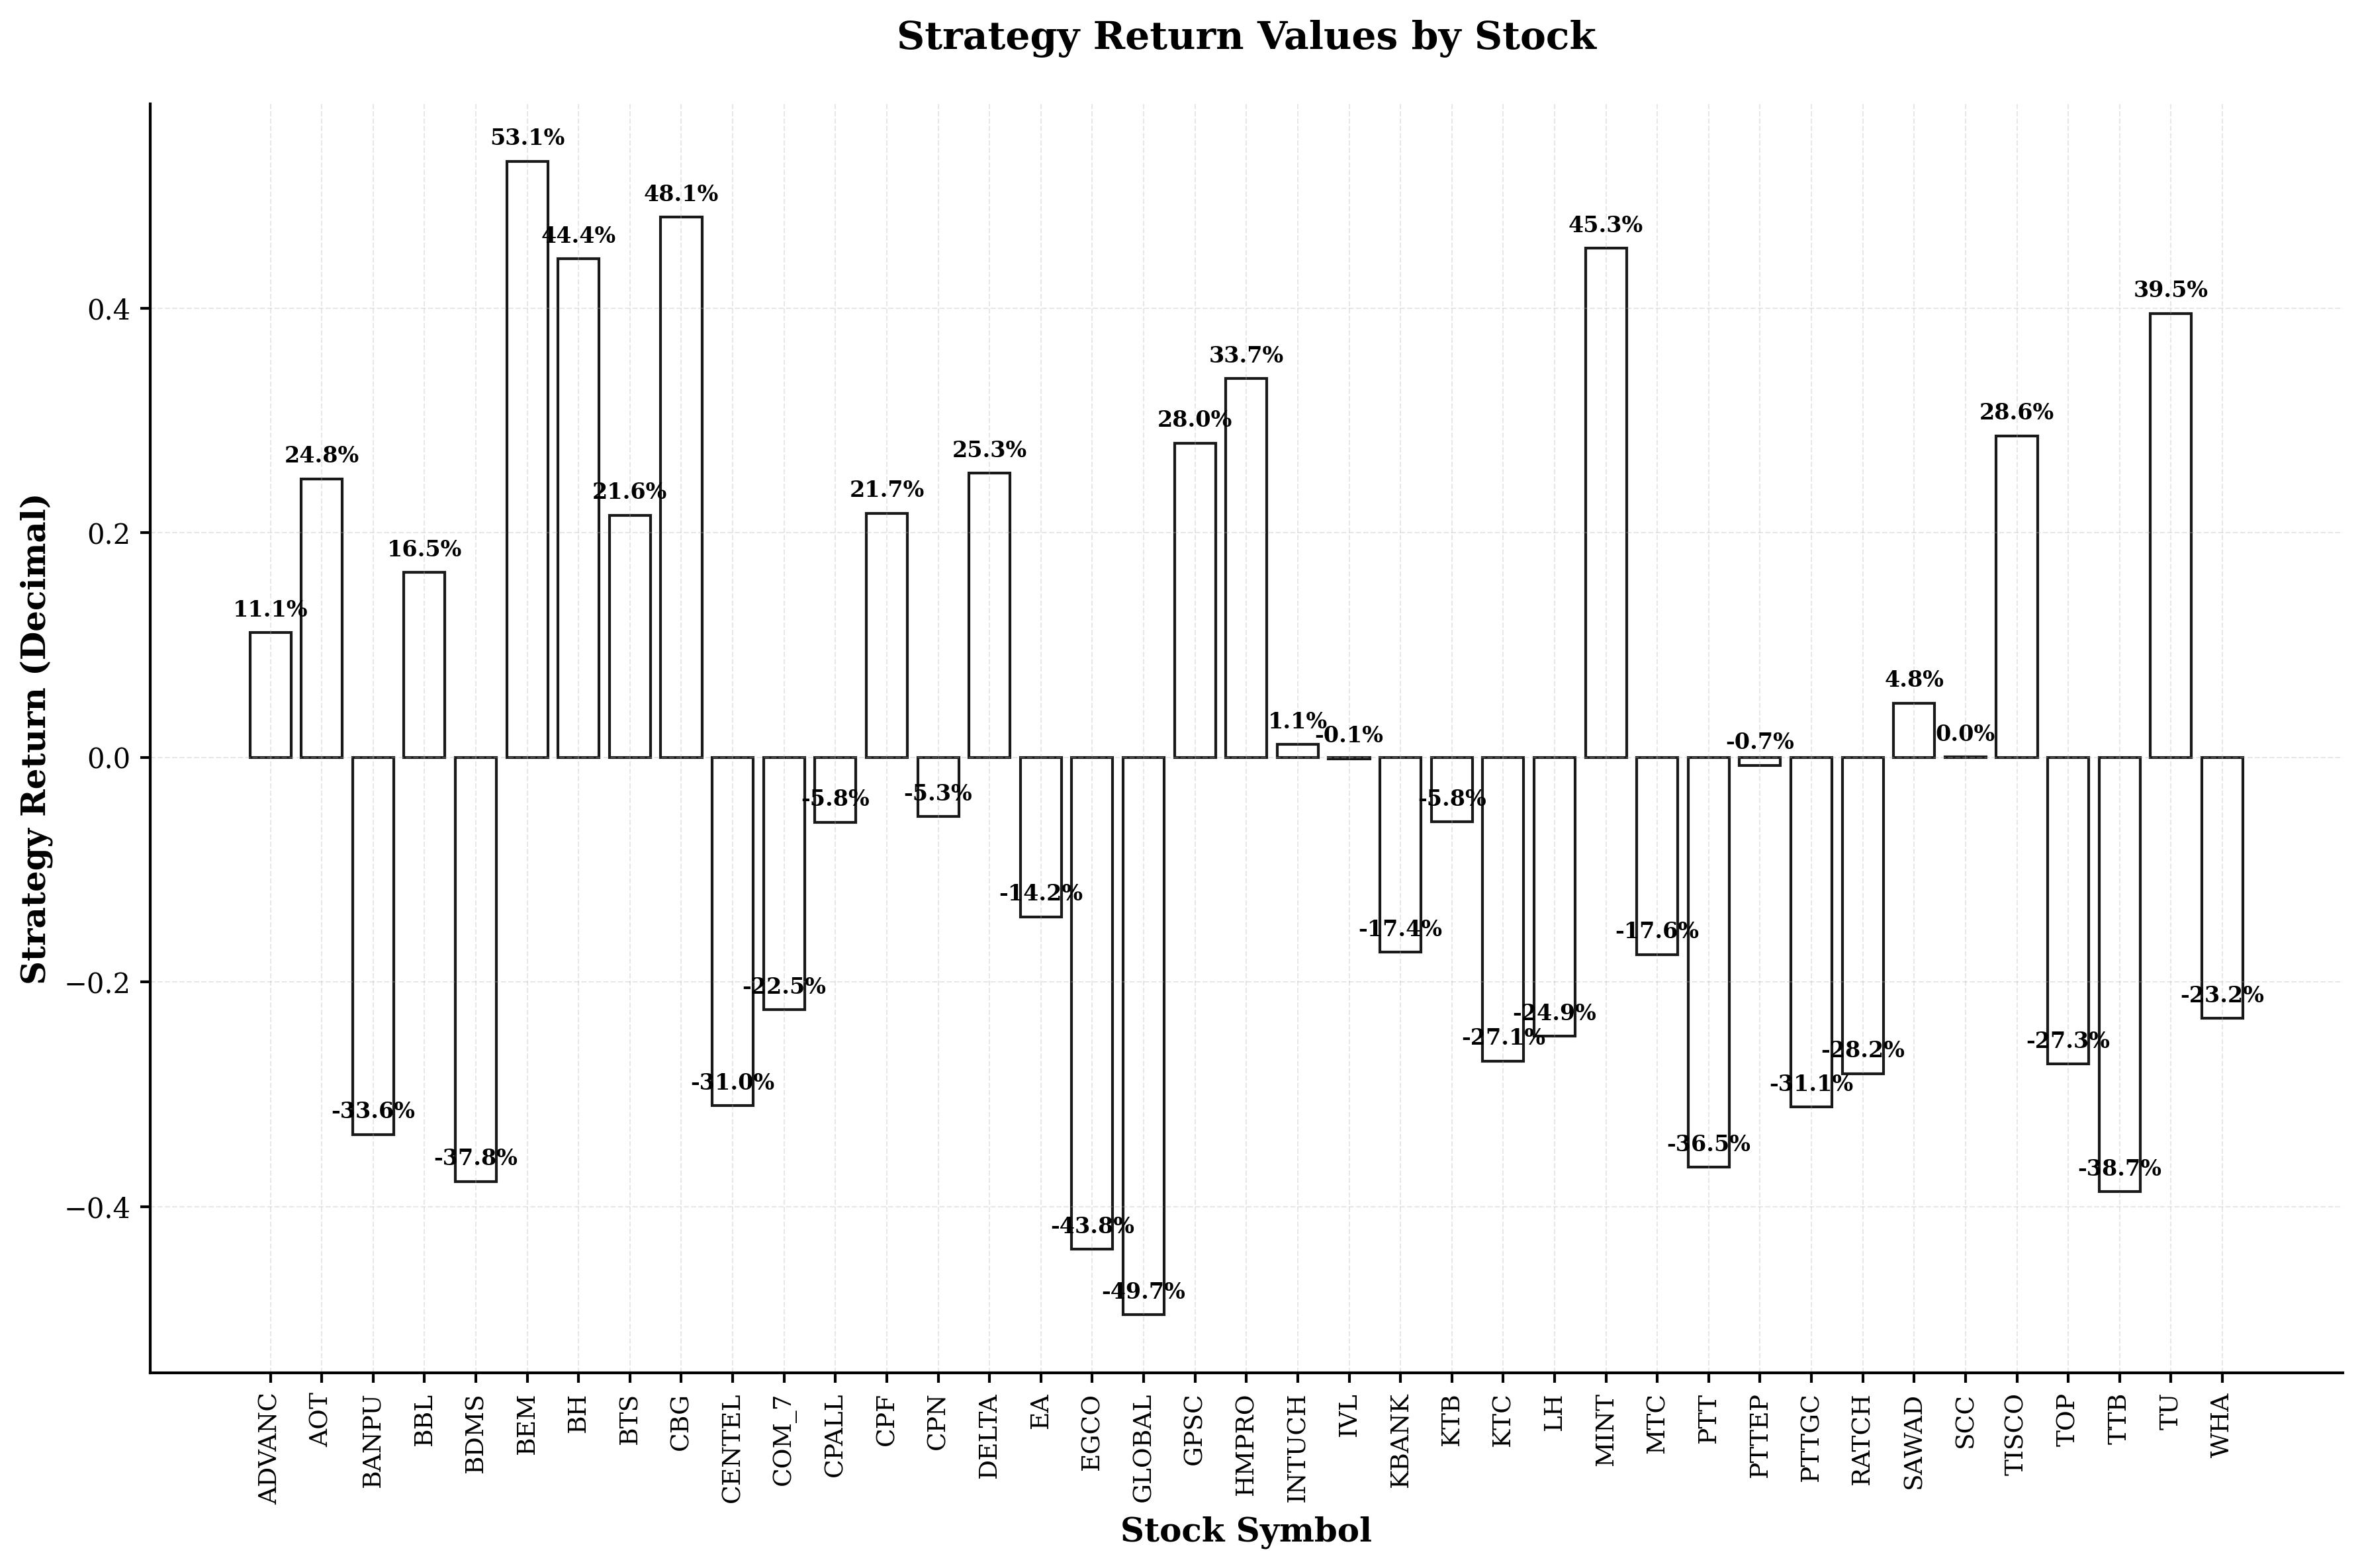 Strategy Return Values by Stock
Strategy Return (Decimal)
0.4
0.2
0.0
−0.2
−0.4
11.1%
24.8%
-33.6%
16.5%
-37.8%
53.1%
44.4%
21.6%
48.1%
-31.0%
-22.5%
-5.8%
21.7%
-5.3%
25.3%
-14.2%
-43.8%
-49.7%
28.0%
33.7%
1.1%
-0.1%
-17.4%
-5.8%
-27.1%
-24.9%
45.3%
-17.6%
-36.5%
-0.7%
-31.1%
-28.2%
4.8%
0.0%
28.6%
-27.3%
-38.7%
39.5%
-23.2%
ADVANC
AOT
BANPU
BBL
BDMS
BEM
BH
BTS
CBG
CENTEL
COM_7
CPALL
CPF
CPN
DELTA
EA
EGCO
GLOBAL
GPSC
HMPRO
INTUCH
IVL
KBANK
KTB
KTC
LH
MINT
MTC
PTT
PTTEP
PTTGC
RATCH
SAWAD
SCC
TISCO
TOP
TTB
TU
WHA
Stock Symbol